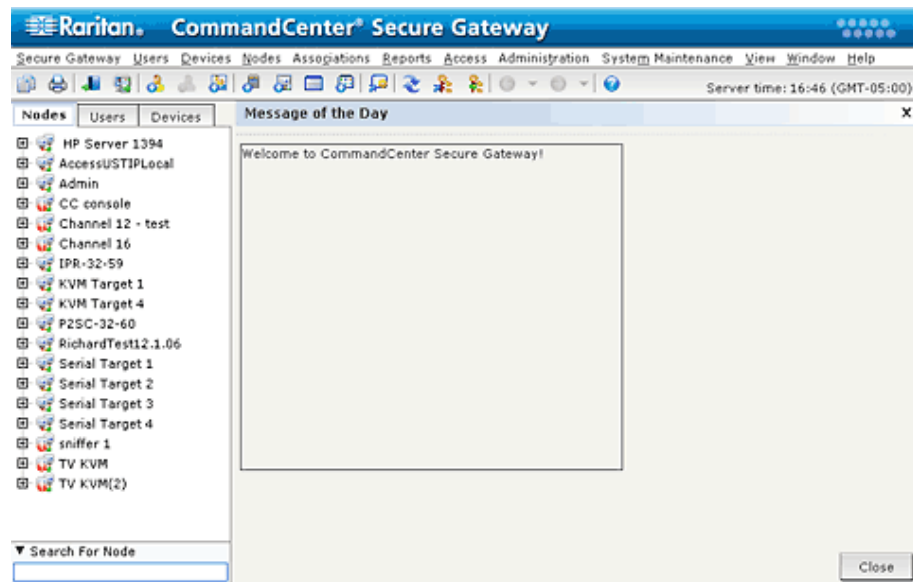 Raritan. CommandCenter® Secure Gateway
Secure Gateway Users Devices Nodes Associations Reports Access Administration System Maintenance View Window Help
Server time: 16:46 (GMT-05:00)
Nodes Users Devices
Message of the Day X
HP Server 1394
AccessUSTIPLocal
Admin
CC console
Channel 12 - test
Channel 16
IPR-32-59
KVM Target 1
KVM Target 4
P2SC-32-60
RichardTest12.1.06
Serial Target 1
Serial Target 2
Serial Target 3
Serial Target 4
sniffer 1
TV KVM
TV KVM(2)
Welcome to CommandCenter Secure Gateway!
▼ Search For Node
Close